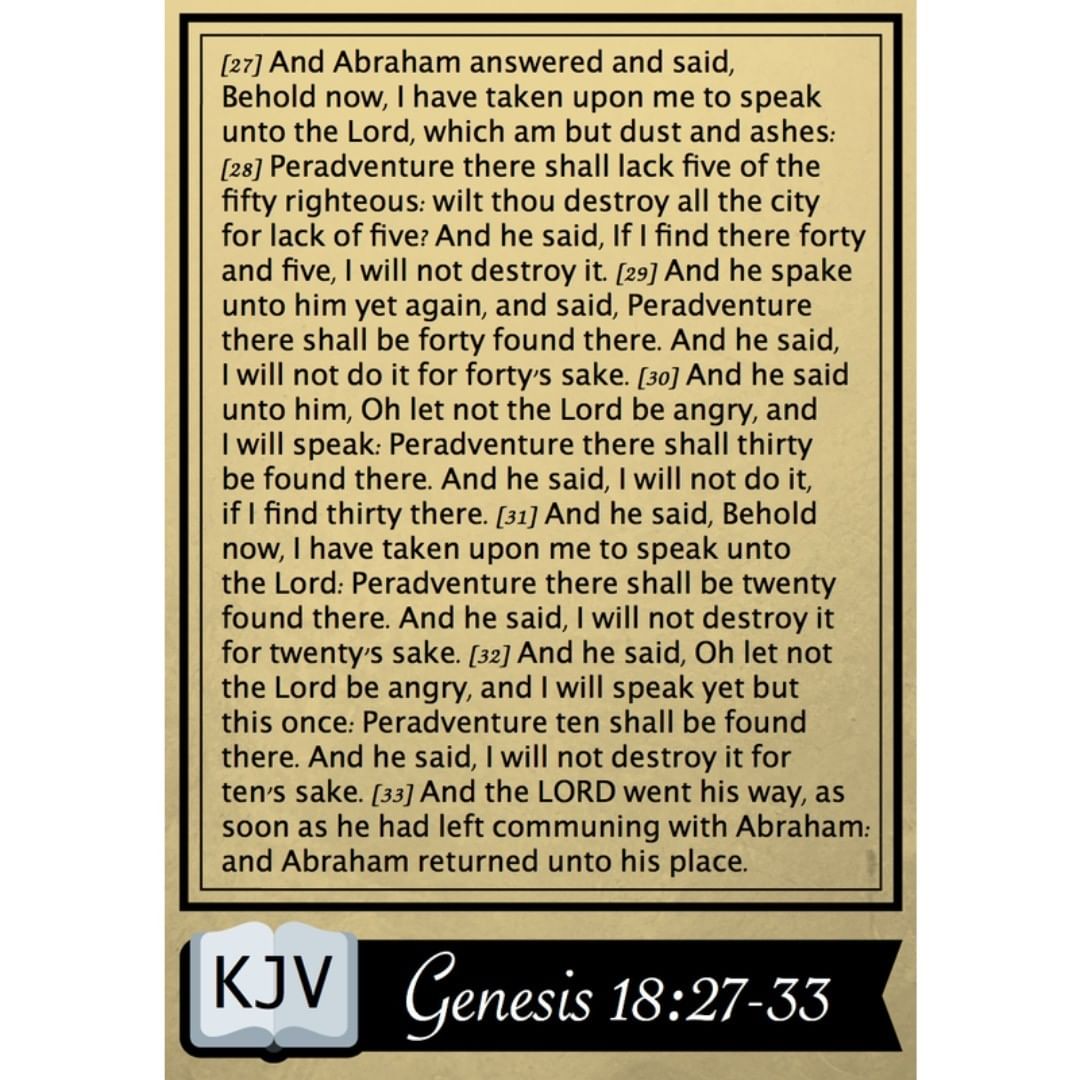 [27] And Abraham answered and said,
Behold now, I have taken upon me to speak
unto the Lord, which am but dust and ashes:
[28] Peradventure there shall lack five of the
fifty righteous: wilt thou destroy all the city
for lack of five? And he said, If I find there forty
and five, I will not destroy it. [29] And he spake
unto him yet again, and said, Peradventure
there shall be forty found there. And he said,
I will not do it for forty's sake. [30] And he said
unto him, Oh let not the Lord be angry, and
I will speak: Peradventure there shall thirty
be found there. And he said, I will not do it,
if I find thirty there. [31] And he said, Behold
now, I have taken upon me to speak unto
the Lord: Peradventure there shall be twenty
found there. And he said, I will not destroy it
for twenty's sake. [32] And he said, Oh let not
the Lord be angry, and I will speak yet but
this once: Peradventure ten shall be found
there. And he said, I will not destroy it for
ten's sake. [33] And the LORD went his way, as
soon as he had left communing with Abraham:
and Abraham returned unto his place.
KJV
Genesis 18:27-33